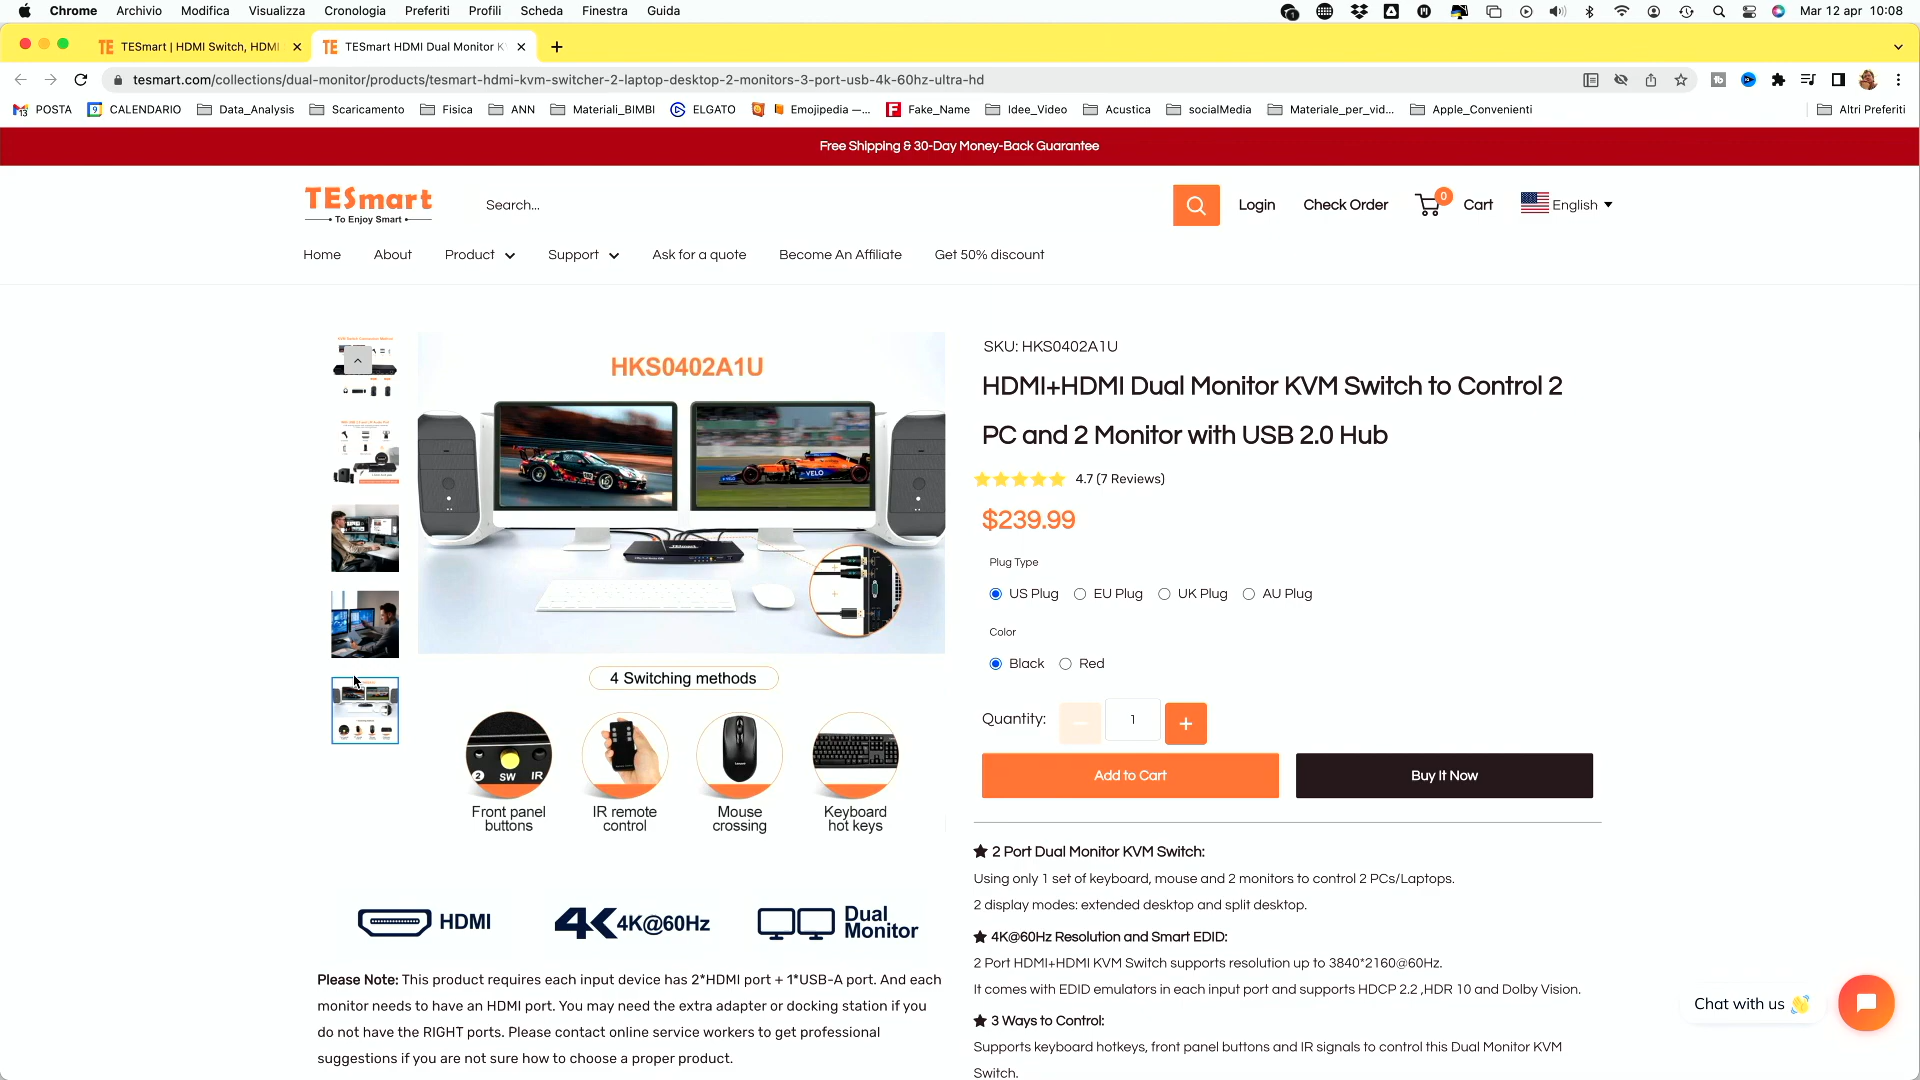 Chrome Archivio Modifica Visualizza Cronologia Preferiti Profili Scheda Finestra Guida Mar 12 apr 10:08
TE TESmart | HDMI Switch, HDMI TE TESmart HDMI Dual Monitor K
tesmart.com/collections/dual-monitor/products/tesmart-hdmi-kvm-switcher-2-laptop-desktop-2-monitors-3-port-usb-4k-60hz-ultra-hd
POSTA CALENDARIO Data_Analysis Scaricamento Fisica ANN Materiali_BIMBI ELGATO Emojipedia —... Fake_Name Idee_Video Acustica socialMedia Materiale_per_vid... Apple_Convenienti Altri Preferiti
Free Shipping & 30-Day Money-Back Guarantee
TESmart
To Enjoy Smart
Search... Login Check Order 0 Cart English
Home About Product Support Ask for a quote Become An Affiliate Get 50% discount
HKS0402A1U
VELO
TESmart
4 Switching methods
2 SW IR
Front panel buttons
IR remote control
Mouse crossing
Keyboard hot keys
HDMI 4K 4K@60Hz Dual Monitor
Please Note: This product requires each input device has 2*HDMI port + 1*USB-A port. And each
monitor needs to have an HDMI port. You may need the extra adapter or docking station if you
do not have the RIGHT ports. Please contact online service workers to get professional
suggestions if you are not sure how to choose a proper product.
SKU: HKS0402A1U
HDMI+HDMI Dual Monitor KVM Switch to Control 2
PC and 2 Monitor with USB 2.0 Hub
4.7 (7 Reviews)
$239.99
Plug Type
US Plug EU Plug UK Plug AU Plug
Color
Black Red
Quantity: − 1 +
Add to Cart Buy It Now
★ 2 Port Dual Monitor KVM Switch:
Using only 1 set of keyboard, mouse and 2 monitors to control 2 PCs/Laptops.
2 display modes: extended desktop and split desktop.
★ 4K@60Hz Resolution and Smart EDID:
2 Port HDMI+HDMI KVM Switch supports resolution up to 3840*2160@60Hz.
It comes with EDID emulators in each input port and supports HDCP 2.2 ,HDR 10 and Dolby Vision.
★ 3 Ways to Control:
Supports keyboard hotkeys, front panel buttons and IR signals to control this Dual Monitor KVM
Switch.
Chat with us 👋